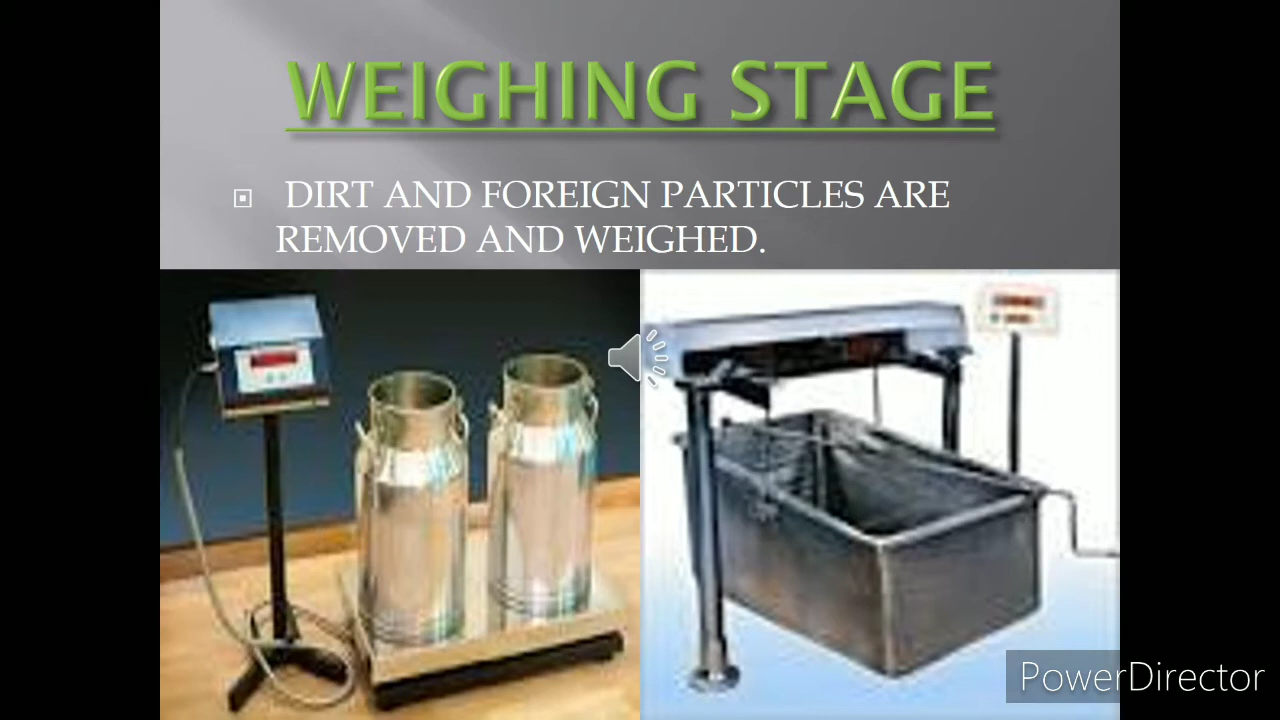 WEIGHING STAGE
DIRT AND FOREIGN PARTICLES ARE
REMOVED AND WEIGHED.
PowerDirector